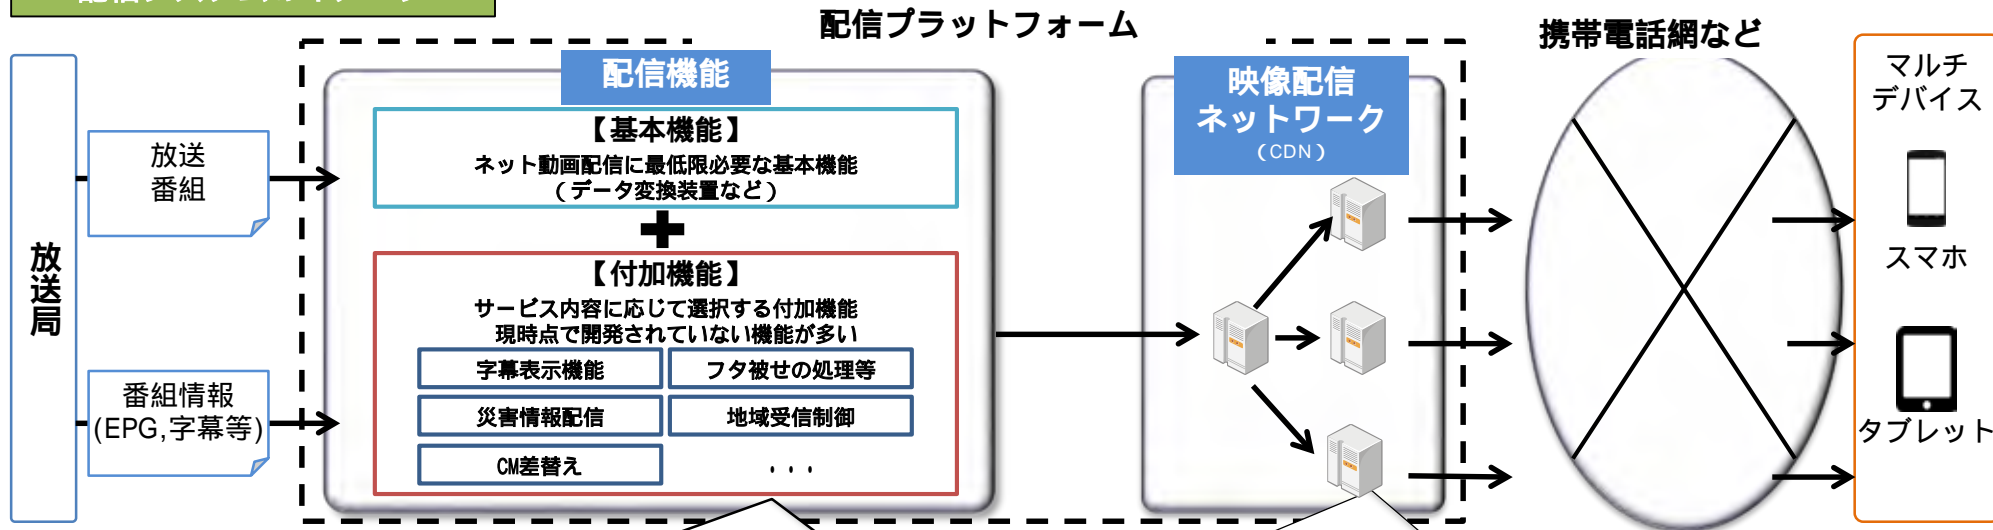 配信プラットフォーム
携帯電話網など
配信機能
映像配信
ネットワーク
（CDN）
マルチ
デバイス
放送
番組
【基本機能】
ネット動画配信に最低限必要な基本機能
（データ変換装置など）
放送局
【付加機能】
サービス内容に応じて選択する付加機能
現時点で開発されていない機能が多い
字幕表示機能
フタ被せの処理等
災害情報配信
地域受信制御
CM差替え
・・・
番組情報
(EPG,字幕等)
スマホ
タブレット